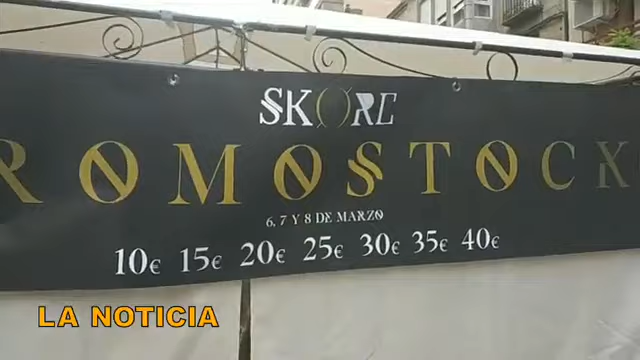 SKORE
ROMOSTOCK
6, 7 Y 8 DE MARZO
10€ 15€ 20€ 25€ 30€ 35€ 40€
LA NOTICIA